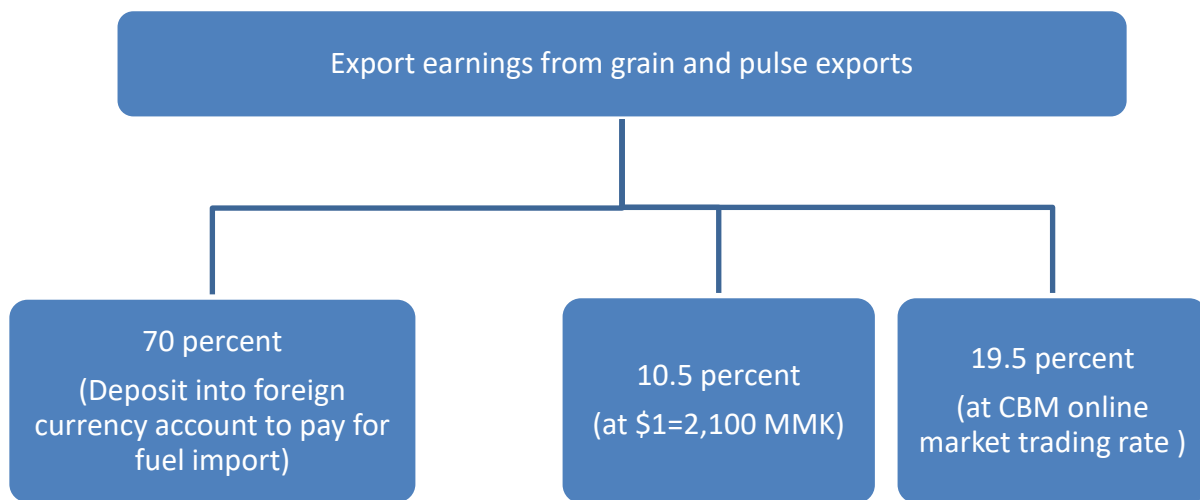 Export earnings from grain and pulse exports
70 percent
(Deposit into foreign
currency account to pay for
fuel import)
10.5 percent
(at $1=2,100 MMK)
19.5 percent
(at CBM online
market trading rate )